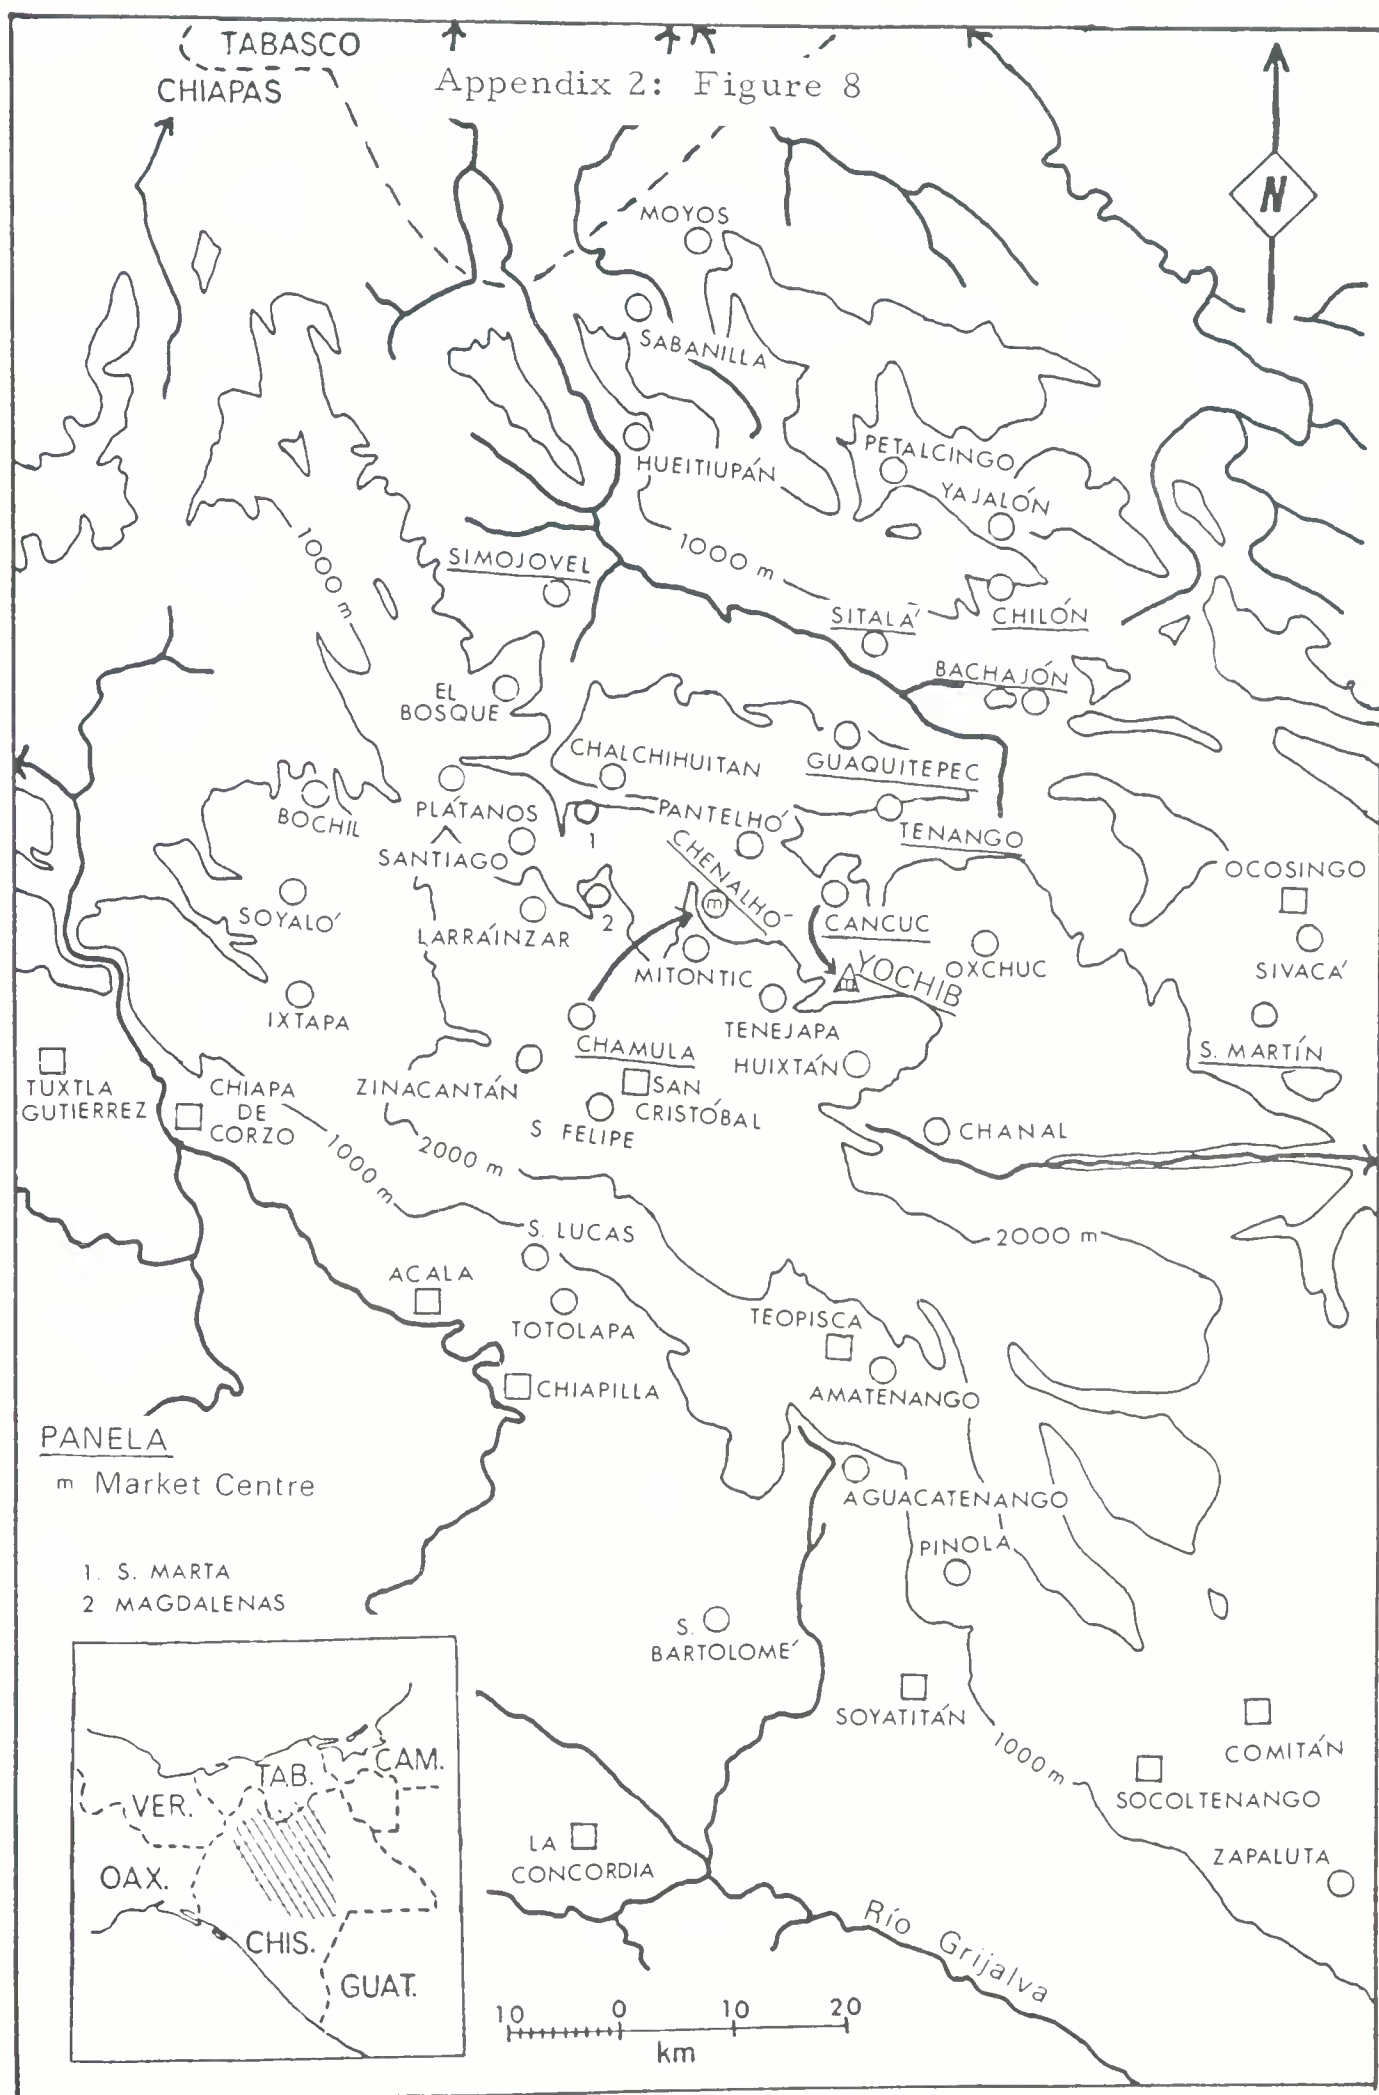 TABASCO
CHIAPAS
Appendix 2: Figure 8
N
MOYOS
SABANILLA
HUEITIUPÁN
PETALCINGO
YAJALÓN
1000 m
1000 m
SIMOJOVEL
SITALÁ
CHILÓN
BACHAJÓN
EL
BOSQUE
CHALCHIHUITAN
GUAQUITEPEC
BOCHIL
PLÁTANOS
1
PANTELHÓ
TENANGO
SANTIAGO
CHENALHÓ
m
OCOSINGO
SOYALÓ
LARRAÍNZAR
2
CANCUC
MITONTIC
m
YOCHIB
OXCHUC
SIVACÁ
IXTAPA
TENEJAPA
CHAMULA
HUIXTÁN
S. MARTÍN
TUXTLA
GUTIÉRREZ
CHIAPA
DE
CORZO
ZINACANTÁN
SAN
CRISTÓBAL
S FELIPE
CHANAL
1000 m
2000 m
S. LUCAS
2000 m
ACALA
TOTOLAPA
TEOPISCA
CHIAPILLA
AMATENANGO
PANELA
m Market Centre
AGUACATENANGO
PINOLA
1. S. MARTA
2 MAGDALENAS
S.
BARTOLOMÉ
SOYATITÁN
1000 m
COMITÁN
SOCOLTENANGO
LA
CONCORDIA
ZAPALUTA
Río Grijalva
TAB.
CAM.
VER.
OAX.
CHIS.
GUAT.
10 0 10 20
km